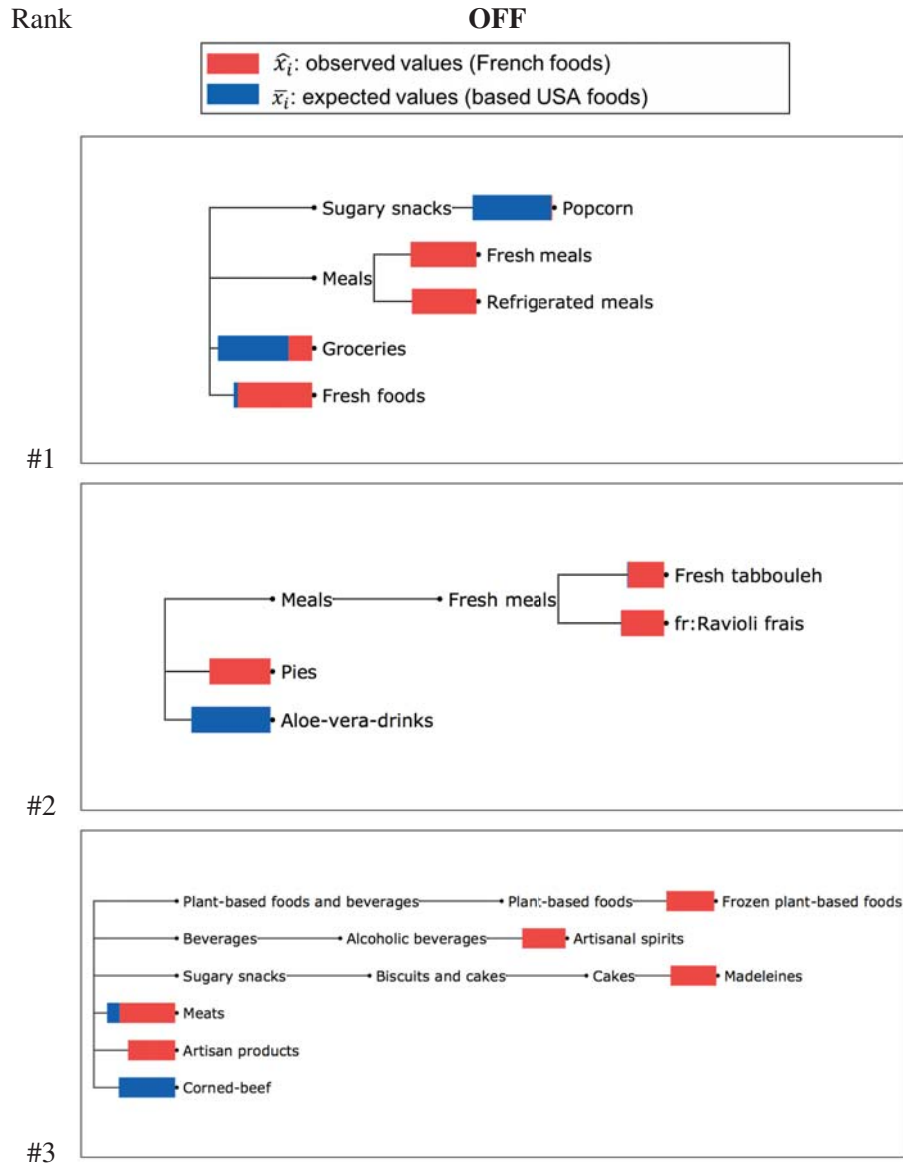 Rank OFF
x̂ᵢ: observed values (French foods)
x̄ᵢ: expected values (based USA foods)
Sugary snacks Popcorn
Fresh meals
Meals
Refrigerated meals
Groceries
Fresh foods
#1
Fresh tabbouleh
Meals Fresh meals
fr:Ravioli frais
Pies
Aloe-vera-drinks
#2
Plant-based foods and beverages Plant-based foods Frozen plant-based foods
Beverages Alcoholic beverages Artisanal spirits
Sugary snacks Biscuits and cakes Cakes Madeleines
Meats
Artisan products
Corned-beef
#3